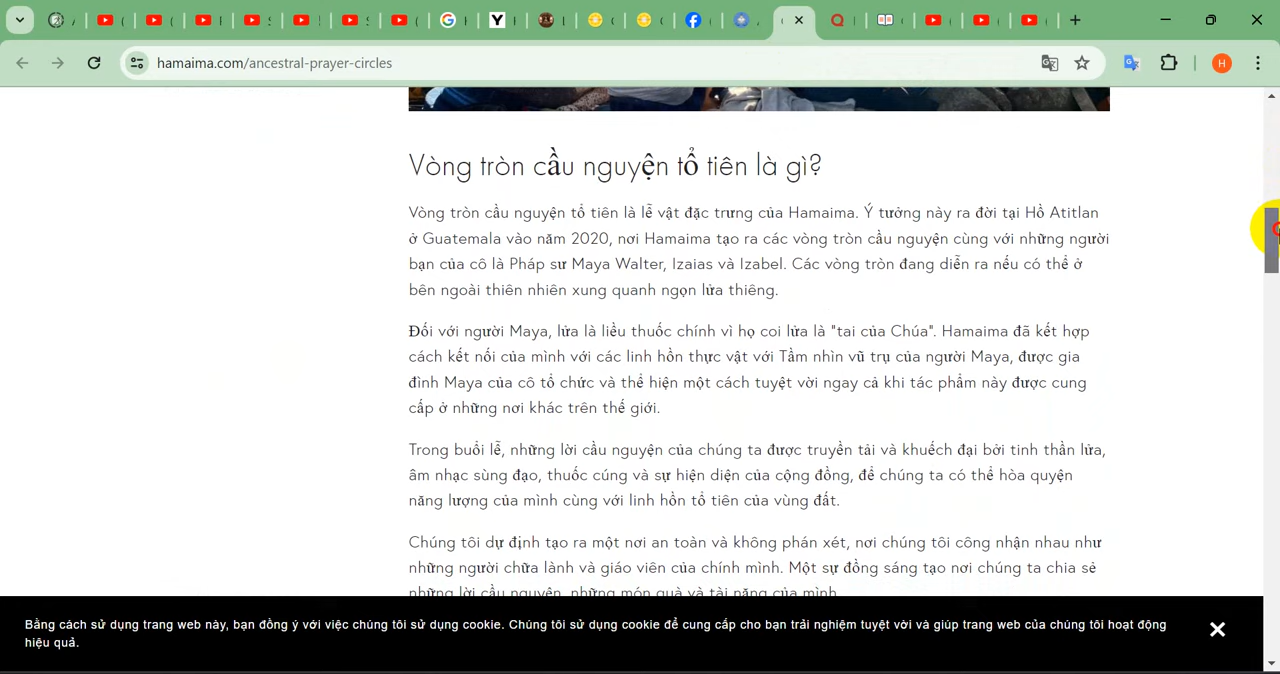 hamaima.com/ancestral-prayer-circles
H
Vòng tròn cầu nguyện tổ tiên là gì?
Vòng tròn cầu nguyện tổ tiên là lễ vật đặc trưng của Hamaima. Ý tưởng này ra đời tại Hồ Atitlan
ở Guatemala vào năm 2020, nơi Hamaima tạo ra các vòng tròn cầu nguyện cùng với những người
bạn của cô là Pháp sư Maya Walter, Izaias và Izabel. Các vòng tròn đang diễn ra nếu có thể ở
bên ngoài thiên nhiên xung quanh ngọn lửa thiêng.
Đối với người Maya, lửa là liều thuốc chính vì họ coi lửa là "tai của Chúa". Hamaima đã kết hợp
cách kết nối của mình với các linh hồn thực vật với Tầm nhìn vũ trụ của người Maya, được gia
đình Maya của cô tổ chức và thể hiện một cách tuyệt vời ngay cả khi tác phẩm này được cung
cấp ở những nơi khác trên thế giới.
Trong buổi lễ, những lời cầu nguyện của chúng ta được truyền tải và khuếch đại bởi tinh thần lửa,
âm nhạc sùng đạo, thuốc cúng và sự hiện diện của cộng đồng, để chúng ta có thể hòa quyện
năng lượng của mình cùng với linh hồn tổ tiên của vùng đất.
Chúng tôi dự định tạo ra một nơi an toàn và không phán xét, nơi chúng tôi công nhận nhau như
những người chữa lành và giáo viên của chính mình. Một sự đồng sáng tạo nơi chúng ta chia sẻ
những lời cầu nguyện, những món quà và tài năng của mình.
Bằng cách sử dụng trang web này, bạn đồng ý với việc chúng tôi sử dụng cookie. Chúng tôi sử dụng cookie để cung cấp cho bạn trải nghiệm tuyệt vời và giúp trang web của chúng tôi hoạt động
hiệu quả.